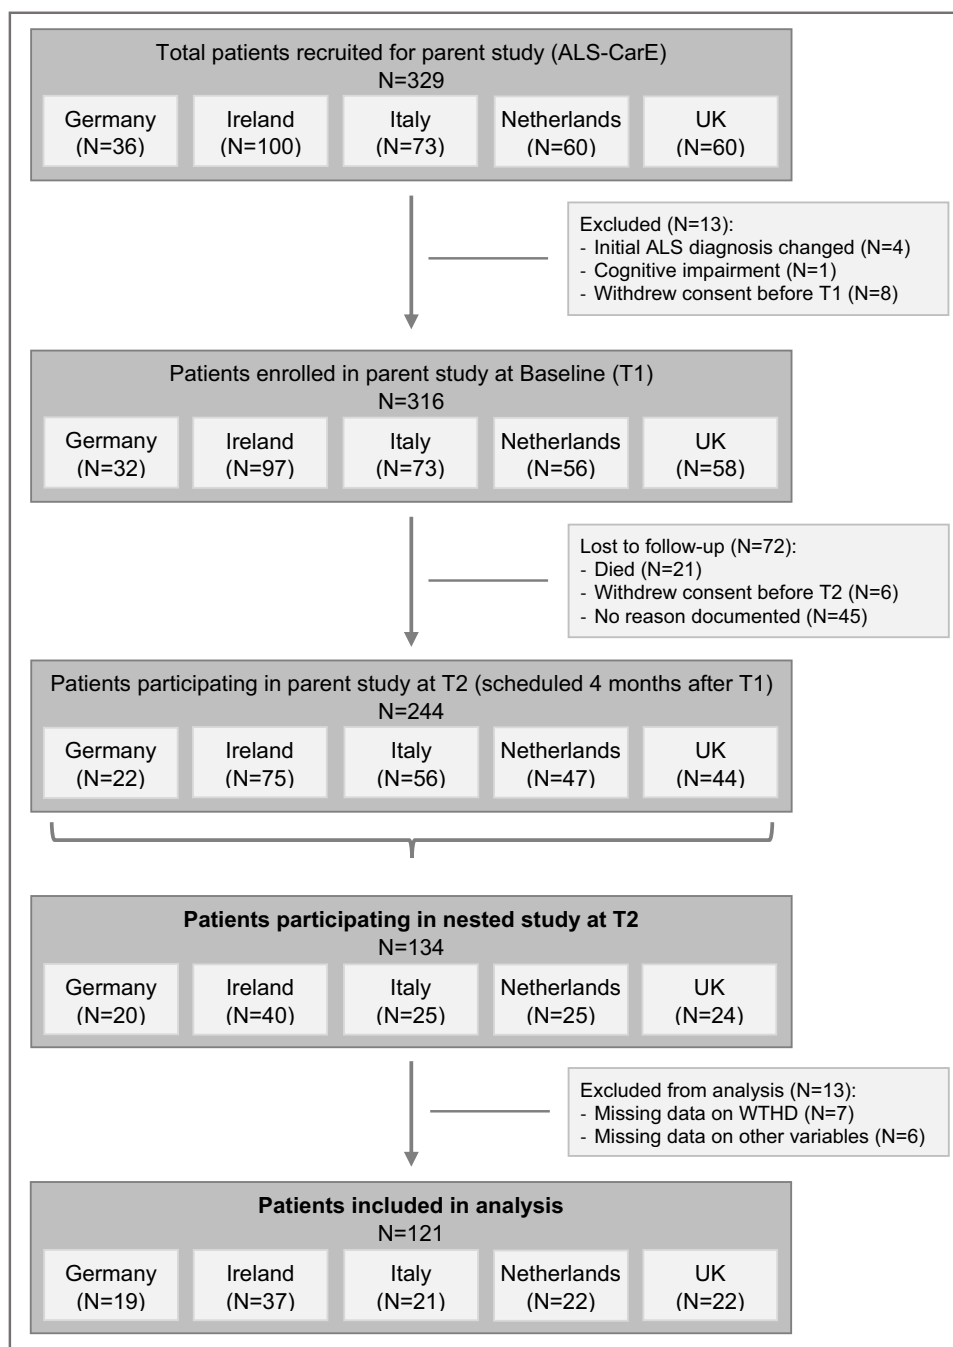 Total patients recruited for parent study (ALS-CarE)
N=329
Germany
(N=36)
Ireland
(N=100)
Italy
(N=73)
Netherlands
(N=60)
UK
(N=60)
Excluded (N=13):
- Initial ALS diagnosis changed (N=4)
- Cognitive impairment (N=1)
- Withdrew consent before T1 (N=8)
Patients enrolled in parent study at Baseline (T1)
N=316
Germany
(N=32)
Ireland
(N=97)
Italy
(N=73)
Netherlands
(N=56)
UK
(N=58)
Lost to follow-up (N=72):
- Died (N=21)
- Withdrew consent before T2 (N=6)
- No reason documented (N=45)
Patients participating in parent study at T2 (scheduled 4 months after T1)
N=244
Germany
(N=22)
Ireland
(N=75)
Italy
(N=56)
Netherlands
(N=47)
UK
(N=44)
Patients participating in nested study at T2
N=134
Germany
(N=20)
Ireland
(N=40)
Italy
(N=25)
Netherlands
(N=25)
UK
(N=24)
Excluded from analysis (N=13):
- Missing data on WTHD (N=7)
- Missing data on other variables (N=6)
Patients included in analysis
N=121
Germany
(N=19)
Ireland
(N=37)
Italy
(N=21)
Netherlands
(N=22)
UK
(N=22)